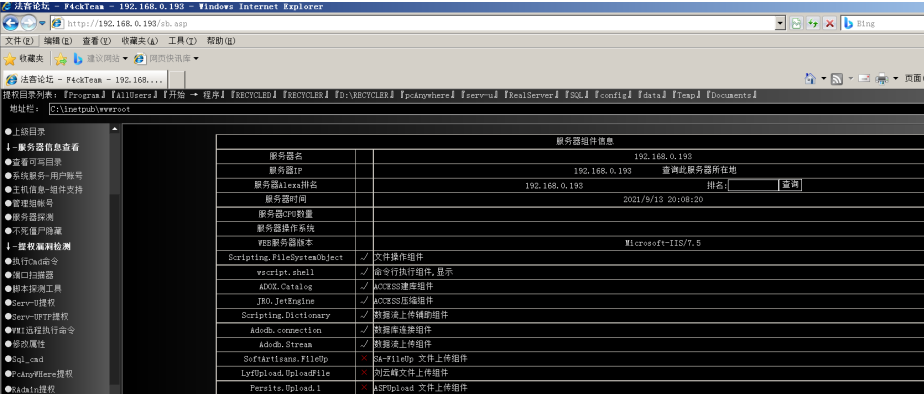 法客论坛 - F4ckTeam - 192.168.0.193 - Windows Internet Explorer
http://192.168.0.193/sb.asp
Bing
文件(F) 编辑(E) 查看(V) 收藏夹(A) 工具(T) 帮助(H)
收藏夹 建议网站 网页快讯库
法客论坛 - F4ckTeam - 192.168.... 页面
提权目录列表：『Program』『AllUsers』『开始 → 程序』『RECYCLED』『RECYCLER』『D:\RECYCLER』『pcAnywhere』『serv-u』『RealServer』『SQL』『config』『data』『Temp』『Documents』
地址栏： C:\inetpub\wwwroot
●上级目录
↓-服务器信息查看
●查看可写目录
●系统服务-用户账号
●主机信息-组件支持
●管理组帐号
●服务器探测
●不死僵尸隐藏
↓-提权漏洞检测
●执行Cmd命令
●端口扫描器
●脚本探测工具
●Serv-U提权
●Serv-UFTP提权
●WMI远程执行命令
●修改属性
●Sql_cmd
●PcAnyWHere提权
●RAdmin提权
服务器组件信息
服务器名 192.168.0.193
服务器IP 192.168.0.193 查询此服务器所在地
服务器Alexa排名 192.168.0.193 排名: 查询
服务器时间 2021/9/13 20:08:20
服务器CPU数量
服务器操作系统
WEB服务器版本 Microsoft-IIS/7.5
Scripting.FileSystemObject √ 文件操作组件
wscript.shell √ 命令行执行组件,显示
ADOX.Catalog √ ACCESS建库组件
JRO.JetEngine √ ACCESS压缩组件
Scripting.Dictionary √ 数据流上传辅助组件
Adodb.connection √ 数据库连接组件
Adodb.Stream √ 数据流上传组件
SoftArtisans.FileUp × SA-FileUp 文件上传组件
LyfUpload.UploadFile × 刘云峰文件上传组件
Persits.Upload.1 × ASPUpload 文件上传组件